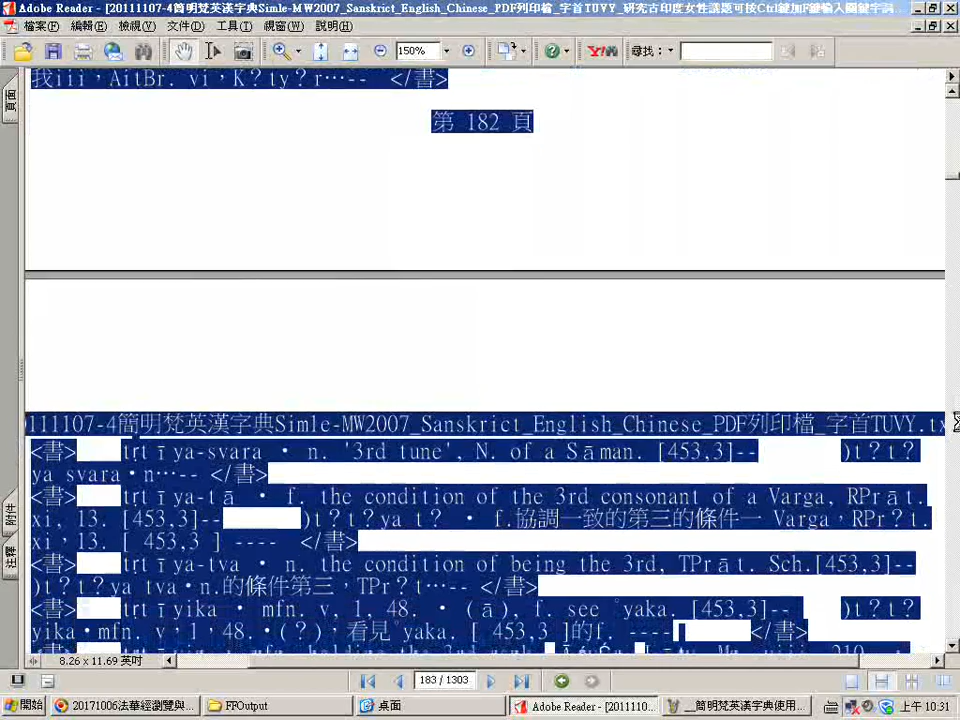 Adobe Reader - [20111107-4簡明梵英漢字典Simle-MW2007_Sanskrict_English_Chinese_PDF列印檔_字首TUVY_研究古印度女性議題可按Ctrl鍵加F鍵輸入關鍵字詞...
檔案(F) 編輯(E) 檢視(V) 文件(D) 工具(T) 視窗(W) 說明(H)
150% Y! 尋找：
頁面
我iii，AitBr. vi，K?ty?r…-- </書>
第 182 頁
111107-4簡明梵英漢字典Simle-MW2007_Sanskrict_English_Chinese_PDF列印檔_字首TUVY.tx
<書> tṛtīya-svara · n. '3rd tune', N. of a Sāman. [453,3]-- )t?t?
ya svara·n…-- </書>
<書> tṛtīya-tā · f. the condition of the 3rd consonant of a Varga, RPrāt.
xi, 13. [453,3]-- )t?t?ya t?· f.協調一致的第三的條件一 Varga，RPr?t.
xi，13. [ 453,3 ] ---- </書>
<書> tṛtīya-tva · n. the condition of being the 3rd, TPrāt. Sch.[453,3]--
)t?t?ya tva·n.的條件第三，TPr?t…-- </書>
<書> tṛtīyika · mfn. v, 1, 48. · (ā), f. see °yaka. [453,3]-- )t?t?
yika·mfn. v，1，48.·(?)，看見°yaka. [ 453,3 ]的f. ---- </書>
附件
註釋
8.26 x 11.69 英吋
183 / 1303
開始 20171006法華經瀏覽與... FFOutput 桌面 Adobe Reader - [20111... __簡明梵英字典使用... 上午 10:31